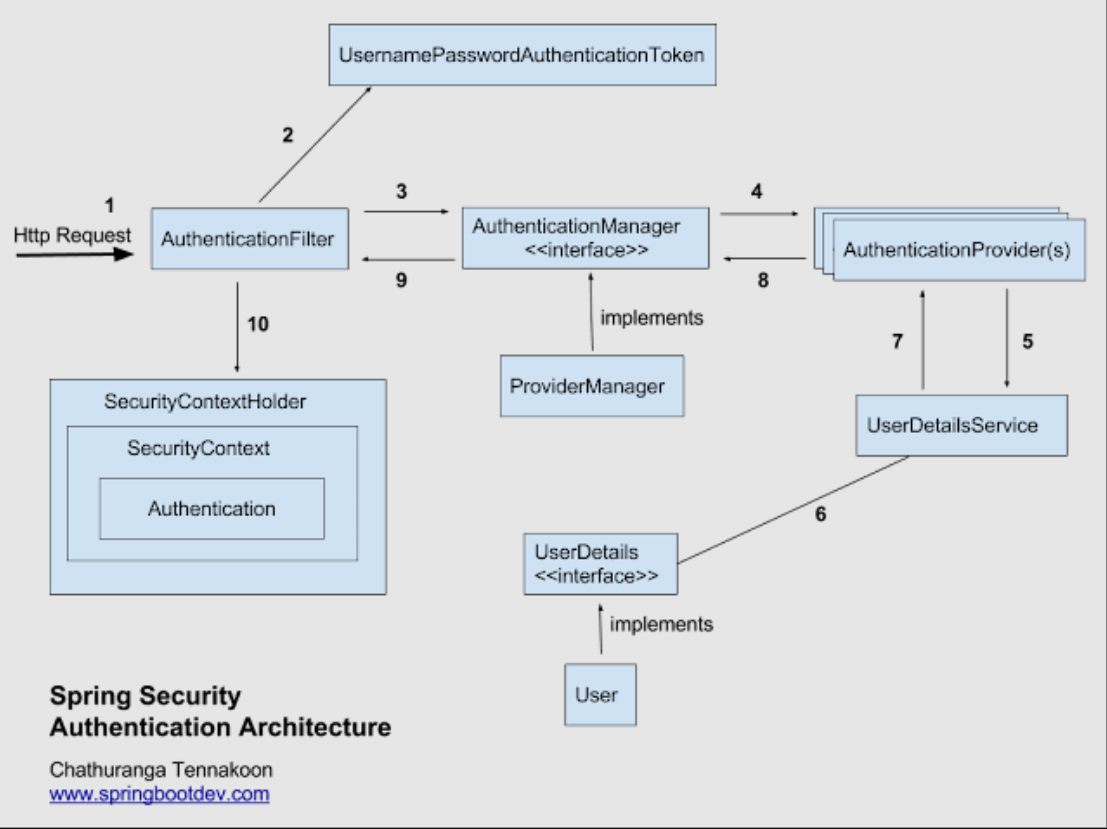 UsernamePasswordAuthenticationToken
2
1
3
4
Http Request
AuthenticationFilter
AuthenticationManager
<<interface>>
AuthenticationProvider(s)
9
8
10
implements
7
5
ProviderManager
SecurityContextHolder
SecurityContext
Authentication
UserDetailsService
6
UserDetails
<<interface>>
implements
User
Spring Security
Authentication Architecture
Chathuranga Tennakoon
www.springbootdev.com